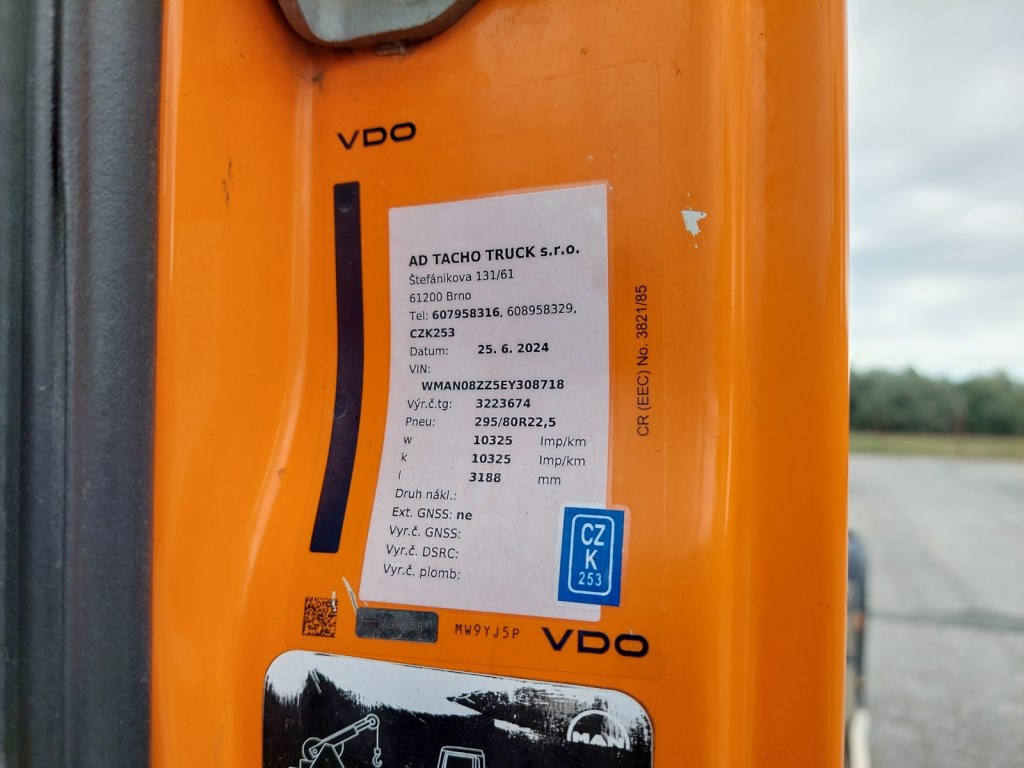 VDO
AD TACHO TRUCK s.r.o.
Štefánikova 131/61
61200 Brno
Tel: 607958316, 608958329,
CZK253
Datum: 25. 6. 2024
VIN:
WMAN08ZZ5EY308718
Výr.č.tg: 3223674
Pneu: 295/80R22,5
w 10325 Imp/km
k 10325 Imp/km
l 3188 mm
Druh nákl.:
Ext. GNSS: ne
Vyr.č. GNSS:
Vyr.č. DSRC:
Vyr.č. plomb:
CZ
K
253
CR (EEC) No. 3821/85
MW9YJ5P
VDO
MAN